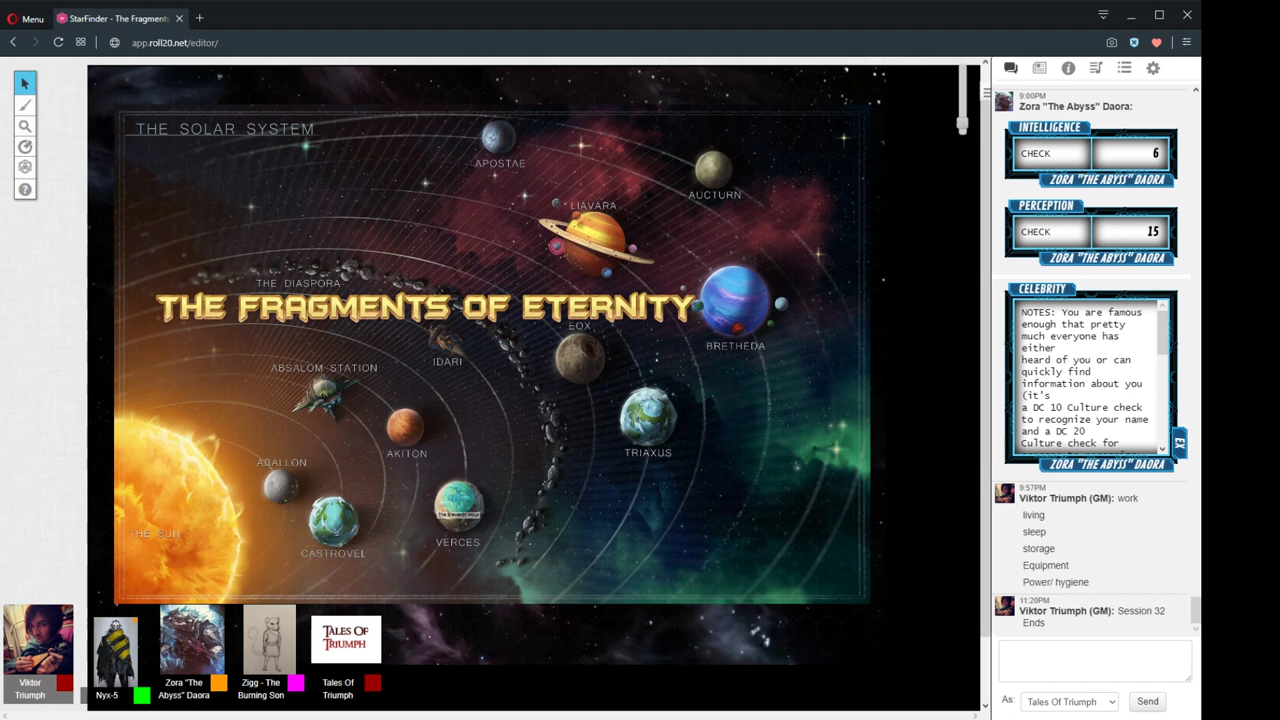 Menu
StarFinder - The Fragment
app.roll20.net/editor/
THE SOLAR SYSTEM
APOSTAE
AUCTURN
LIAVARA
THE DIASPORA
THE FRAGMENTS OF ETERNITY
EOX
BRETHEDA
IDARI
ABSALOM STATION
AKITON
TRIAXUS
ABALLON
The Eleventh Hour
THE SUN
VERCES
CASTROVEL
Viktor
Triumph
Nyx-5
Zora "The
Abyss" Daora
Zigg - The
Burning Son
TALES OF
TRIUMPH
Tales Of
Triumph
9:00PM
Zora "The Abyss" Daora:
INTELLIGENCE
CHECK 6
ZORA "THE ABYSS" DAORA
PERCEPTION
CHECK 15
ZORA "THE ABYSS" DAORA
CELEBRITY
NOTES: You are famous
enough that pretty
much everyone has
either
heard of you or can
quickly find
information about you
(it's
a DC 10 Culture check
to recognize your name
and a DC 20
Culture check for
EX
ZORA "THE ABYSS" DAORA
9:57PM
Viktor Triumph (GM): work
living
sleep
storage
Equipment
Power/ hygiene
11:20PM
Viktor Triumph (GM): Session 32
Ends
As: Tales Of Triumph Send